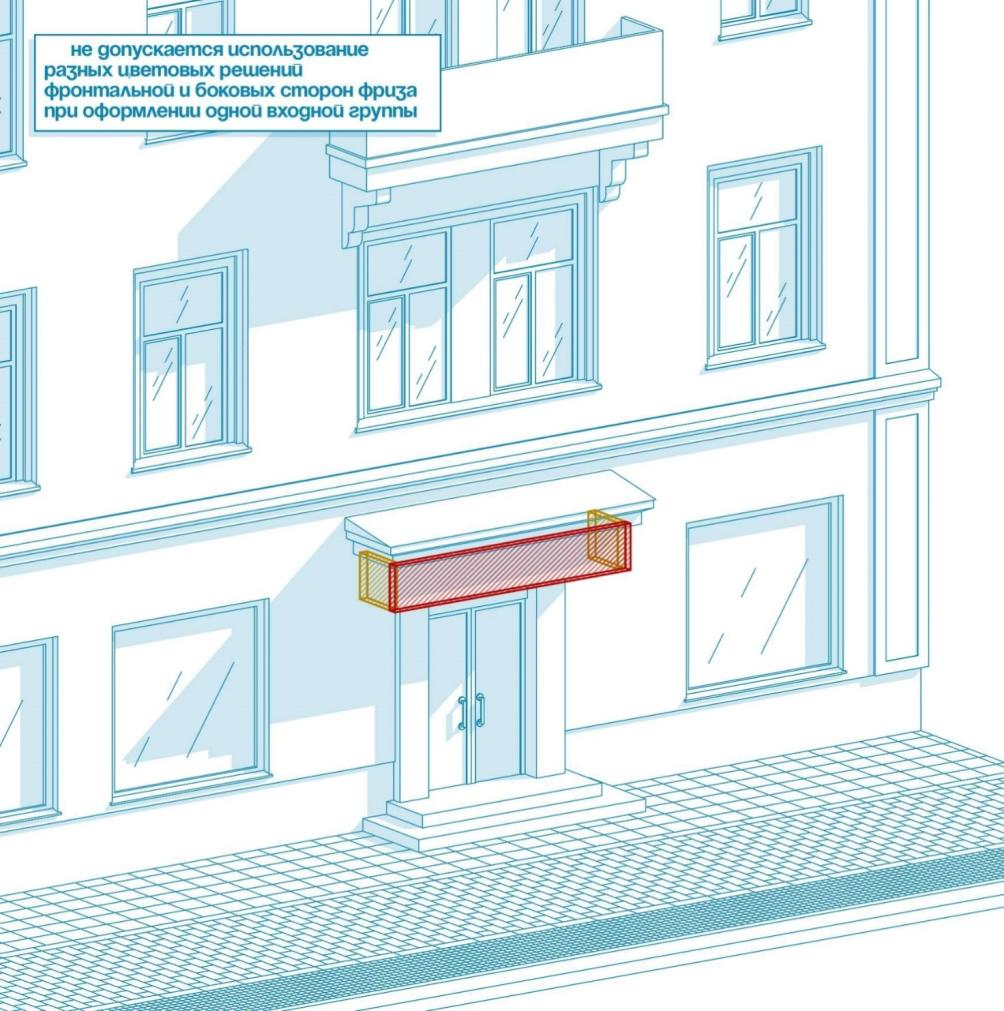 не допускается использование
разных цветовых решений
фронтальной и боковых сторон фриза
при оформлении одной входной группы